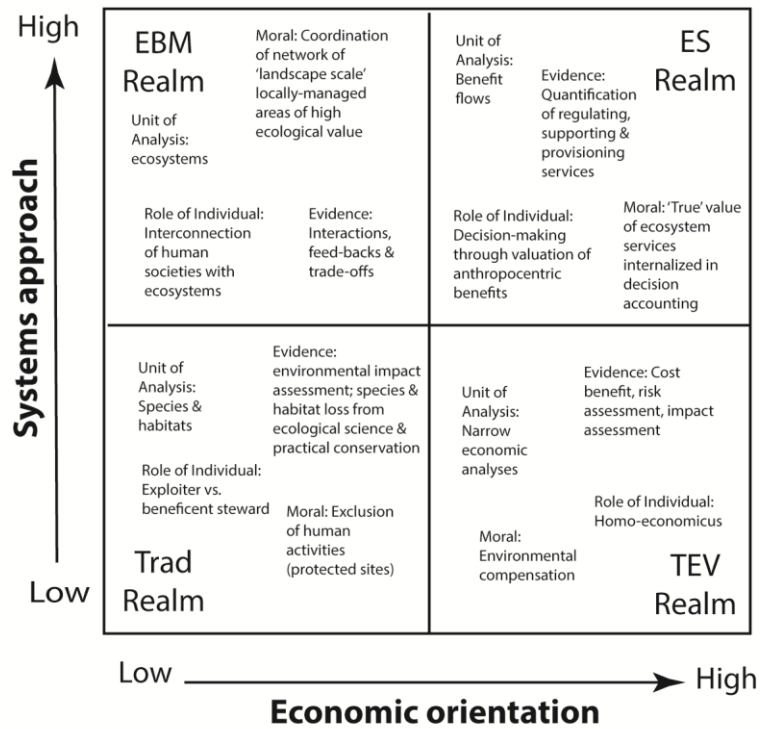 High
EBM
Realm
Moral: Coordination
of network of
‘landscape scale’
locally-managed
areas of high
ecological value
Unit of
Analysis:
ecosystems
Role of Individual:
Interconnection
of human
societies with
ecosystems
Evidence:
Interactions,
feed-backs &
trade-offs
Unit of
Analysis:
Benefit
flows
ES
Realm
Evidence:
Quantification
of regulating,
supporting &
provisioning
services
Role of Individual:
Decision-making
through valuation of
anthropocentric
benefits
Moral: ‘True’ value
of ecosystem
services
internalized in
decision
accounting
Systems approach
Unit of
Analysis:
Species &
habitats
Evidence:
environmental impact
assessment; species &
habitat loss from
ecological science &
practical conservation
Role of Individual:
Exploiter vs.
beneficent steward
Moral: Exclusion
of human
activities
(protected sites)
Trad
Realm
Unit of
Analysis:
Narrow
economic
analyses
Evidence: Cost
benefit, risk
assessment, impact
assessment
Role of Individual:
Homo-economicus
Moral:
Environmental
compensation
TEV
Realm
Low
Low
High
Economic orientation